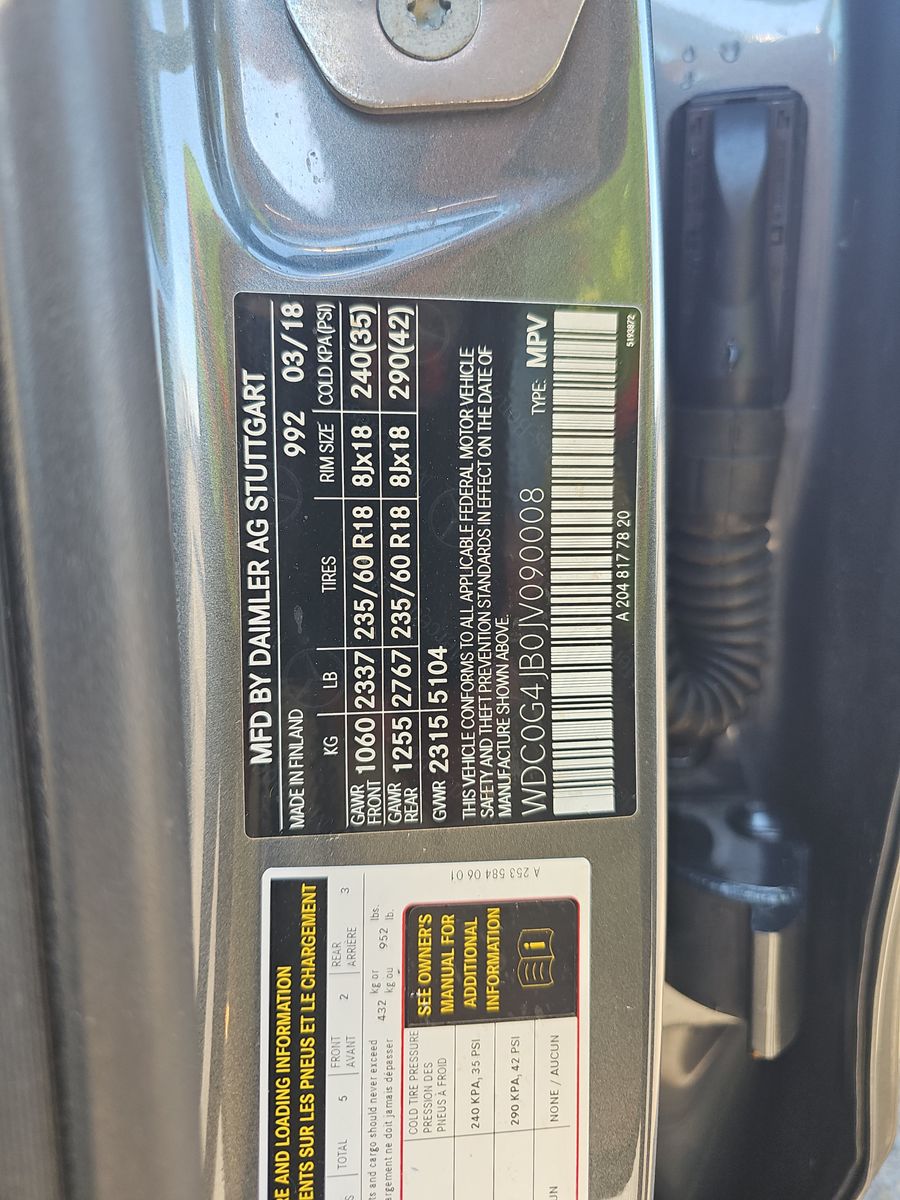 MFD BY DAIMLER AG STUTTGART
MADE IN FINLAND 992 03/18
KG LB TIRES RIM SIZE COLD KPA(PSI)
GAWR FRONT 1060 2337 235/60 R18 8Jx18 240(35)
GAWR REAR 1255 2767 235/60 R18 8Jx18 290(42)
GVWR 2315 5104
THIS VEHICLE CONFORMS TO ALL APPLICABLE FEDERAL MOTOR VEHICLE
SAFETY AND THEFT PREVENTION STANDARDS IN EFFECT ON THE DATE OF
MANUFACTURE SHOWN ABOVE.
WDC0G4JB0JV090008 TYPE: MPV
A 204 817 78 20 5193872
RE AND LOADING INFORMATION
ENTS SUR LES PNEUS ET LE CHARGEMENT
S TOTAL 5 FRONT AVANT 2 REAR ARRIÈRE 3
ts and cargo should never exceed 432 kg or lbs.
argement ne doit jamais dépasser kg ou 952 lb.
COLD TIRE PRESSURE
PRESSION DES
PNEUS À FROID
240 KPA, 35 PSI
290 KPA, 42 PSI
NONE / AUCUN
UN
SEE OWNER'S
MANUAL FOR
ADDITIONAL
INFORMATION
i
A 253 584 06 01